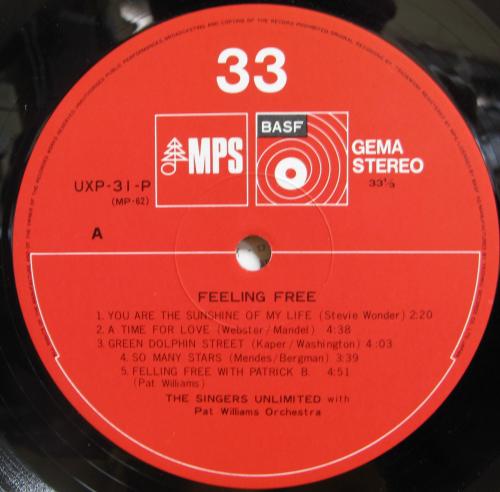 33
MPS
BASF
GEMA
STEREO
33⅓
UXP-31-P
(MP-62)
A
FEELING FREE
1. YOU ARE THE SUNSHINE OF MY LIFE (Stevie Wonder) 2:20
2. A TIME FOR LOVE (Webster/Mandel) 4:38
3. GREEN DOLPHIN STREET (Kaper/Washington) 4:03
4. SO MANY STARS (Mendes/Bergman) 3:39
5. FELLING FREE WITH PATRICK B. 4:51
(Pat Williams)
THE SINGERS UNLIMITED with
Pat Williams Orchestra